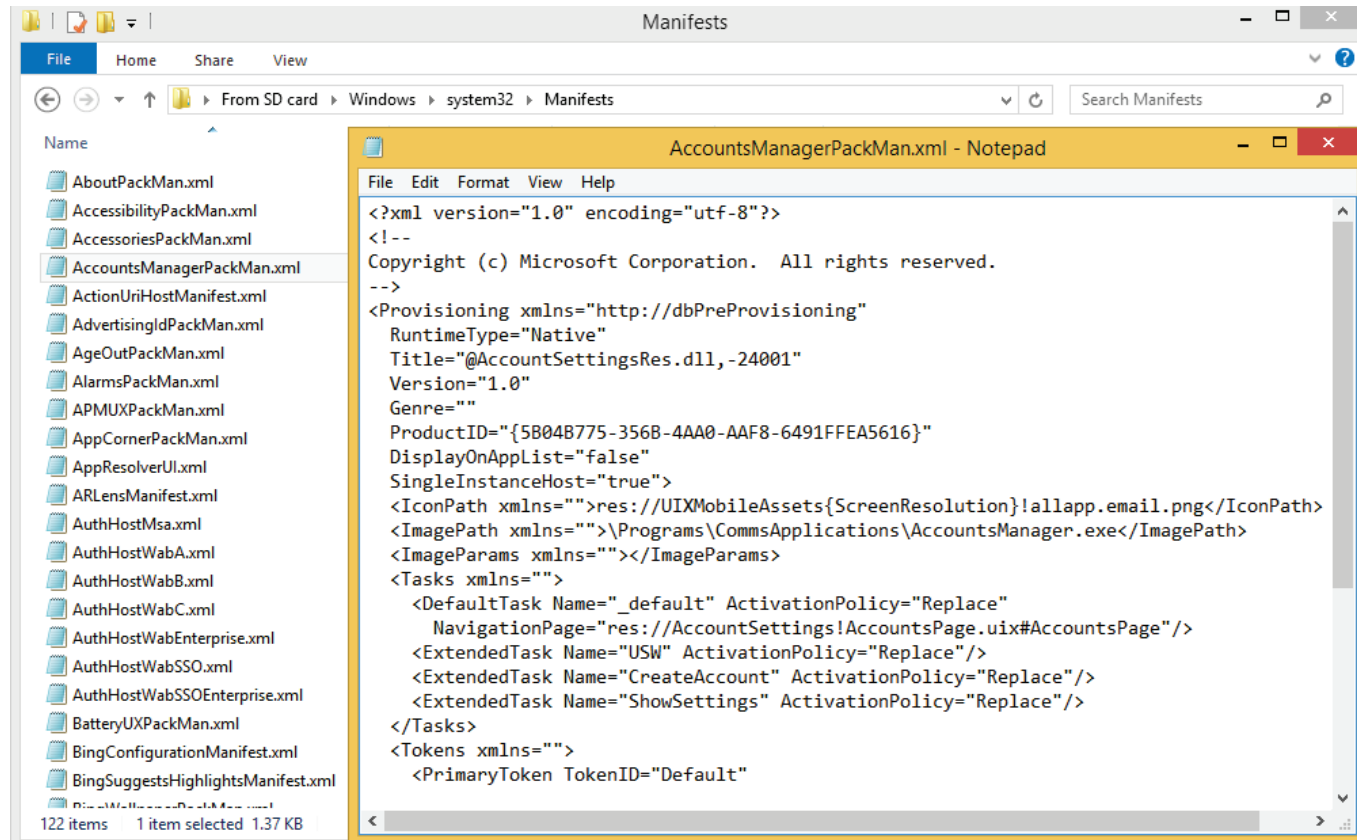 Manifests
File Home Share View
From SD card Windows system32 Manifests
Search Manifests
Name
AboutPackMan.xml
AccessibilityPackMan.xml
AccessoriesPackMan.xml
AccountsManagerPackMan.xml
ActionUriHostManifest.xml
AdvertisingIdPackMan.xml
AgeOutPackMan.xml
AlarmsPackMan.xml
APMUXPackMan.xml
AppCornerPackMan.xml
AppResolverUI.xml
ARLensManifest.xml
AuthHostMsa.xml
AuthHostWabA.xml
AuthHostWabB.xml
AuthHostWabC.xml
AuthHostWabEnterprise.xml
AuthHostWabSSO.xml
AuthHostWabSSOEnterprise.xml
BatteryUXPackMan.xml
BingConfigurationManifest.xml
BingSuggestsHighlightsManifest.xml
122 items 1 item selected 1.37 KB
AccountsManagerPackMan.xml - Notepad
File Edit Format View Help
<?xml version="1.0" encoding="utf-8"?>
<!--
Copyright (c) Microsoft Corporation.  All rights reserved.
-->
<Provisioning xmlns="http://dbPreProvisioning"
  RuntimeType="Native"
  Title="@AccountSettingsRes.dll,-24001"
  Version="1.0"
  Genre=""
  ProductID="{5B04B775-356B-4AA0-AAF8-6491FFEA5616}"
  DisplayOnAppList="false"
  SingleInstanceHost="true">
  <IconPath xmlns="">res://UIXMobileAssets{ScreenResolution}!allapp.email.png</IconPath>
  <ImagePath xmlns="">\Programs\CommsApplications\AccountsManager.exe</ImagePath>
  <ImageParams xmlns=""></ImageParams>
  <Tasks xmlns="">
    <DefaultTask Name="_default" ActivationPolicy="Replace"
      NavigationPage="res://AccountSettings!AccountsPage.uix#AccountsPage"/>
    <ExtendedTask Name="USW" ActivationPolicy="Replace"/>
    <ExtendedTask Name="CreateAccount" ActivationPolicy="Replace"/>
    <ExtendedTask Name="ShowSettings" ActivationPolicy="Replace"/>
  </Tasks>
  <Tokens xmlns="">
    <PrimaryToken TokenID="Default"